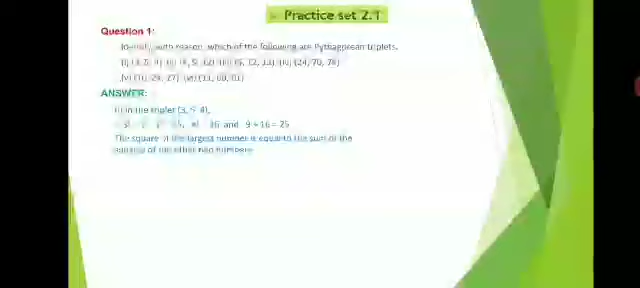 Practice set 2.1
Question 1:
Identify, with reason, which of the following are Pythagorean triplets.
(i) (3, 5, 4) (ii) (4, 9, 12) (iii) (5, 12, 13) (iv) (24, 70, 74)
(v) (10, 24, 27) (vi) (11, 60, 61)
ANSWER:
(i) In the triplet (3, 5, 4),
16 and 9 + 16 = 25
The square of the largest number is equal to the sum of the
squares of the other two numbers